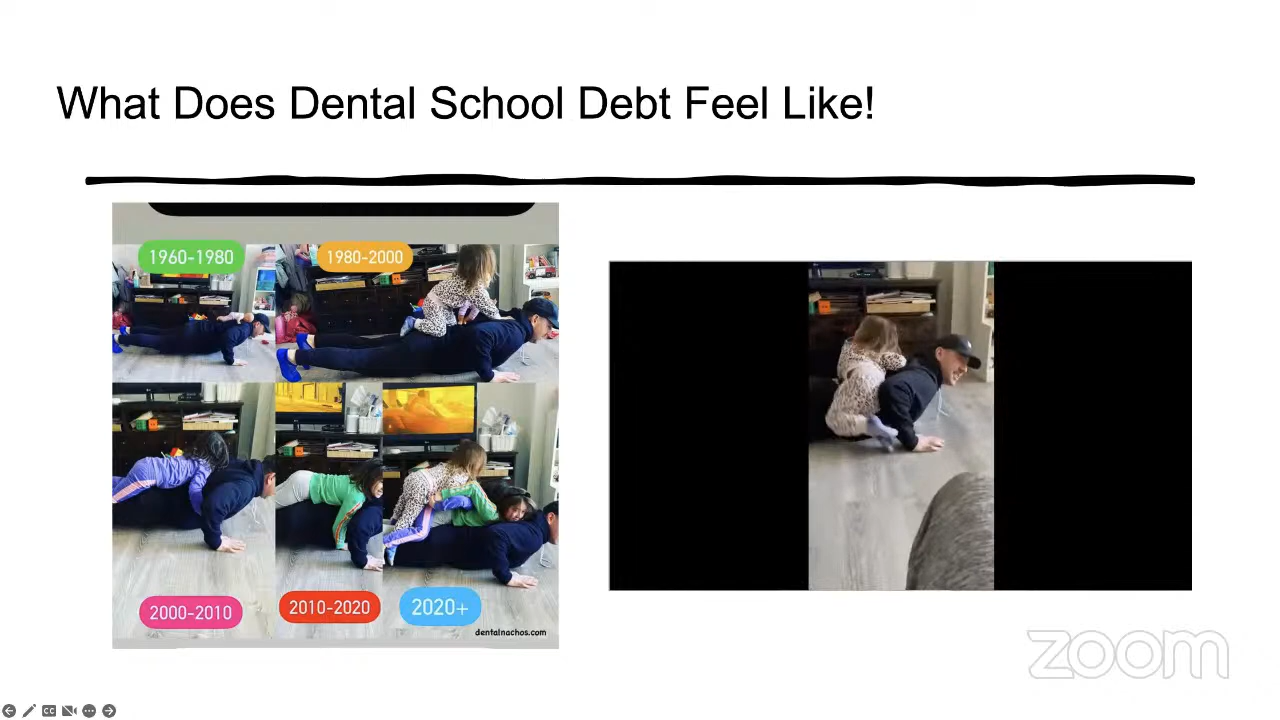 What Does Dental School Debt Feel Like!
1960-1980
1980-2000
2000-2010
2010-2020
2020+
dentalnachos.com
zoom
CC